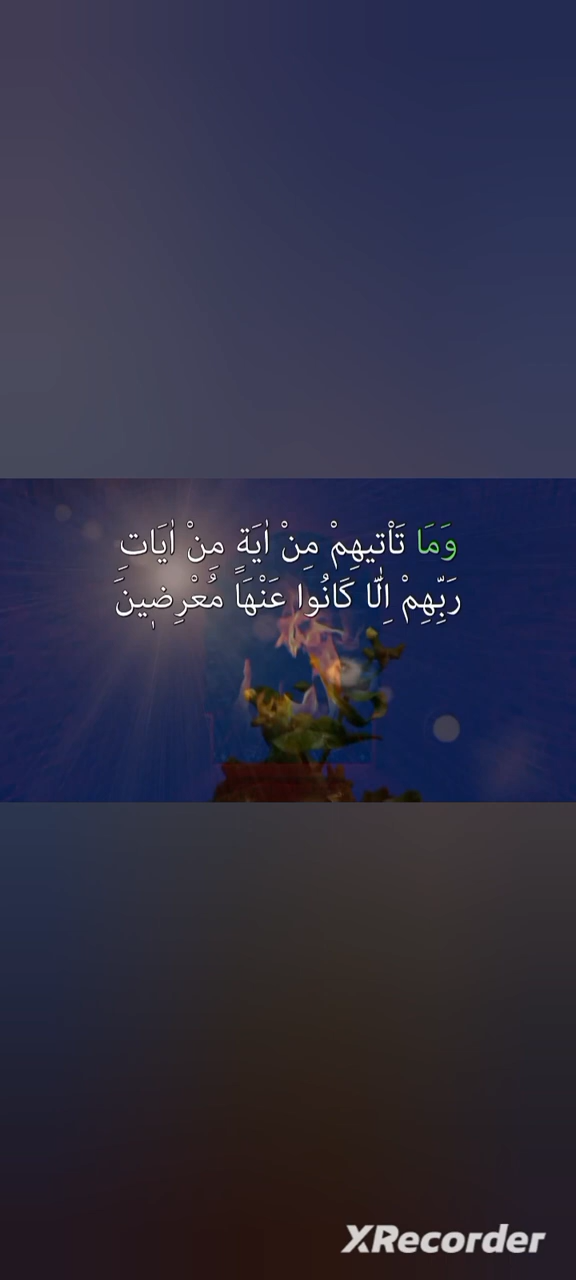 وَمَا تَأْتٖيهِمْ مِنْ اٰيَةٍ مِنْ اٰيَاتِ
رَبِّهِمْ اِلَّا كَانُوا عَنْهَا مُعْرِضٖينَ
XRecorder